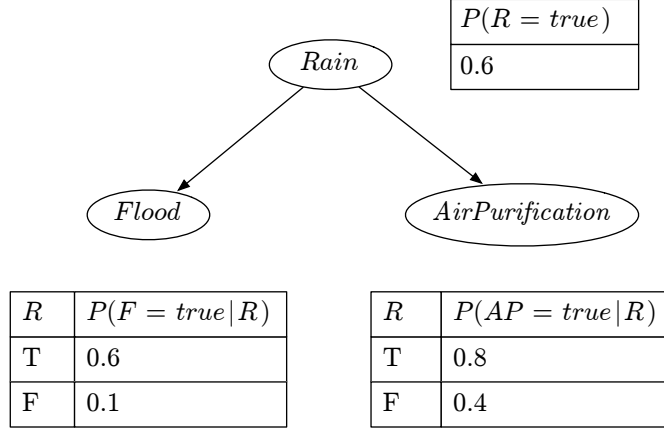 P(R = true)
0.6
Rain
Flood
AirPurification
R P(F = true|R)
T 0.6
F 0.1
R P(AP = true|R)
T 0.8
F 0.4